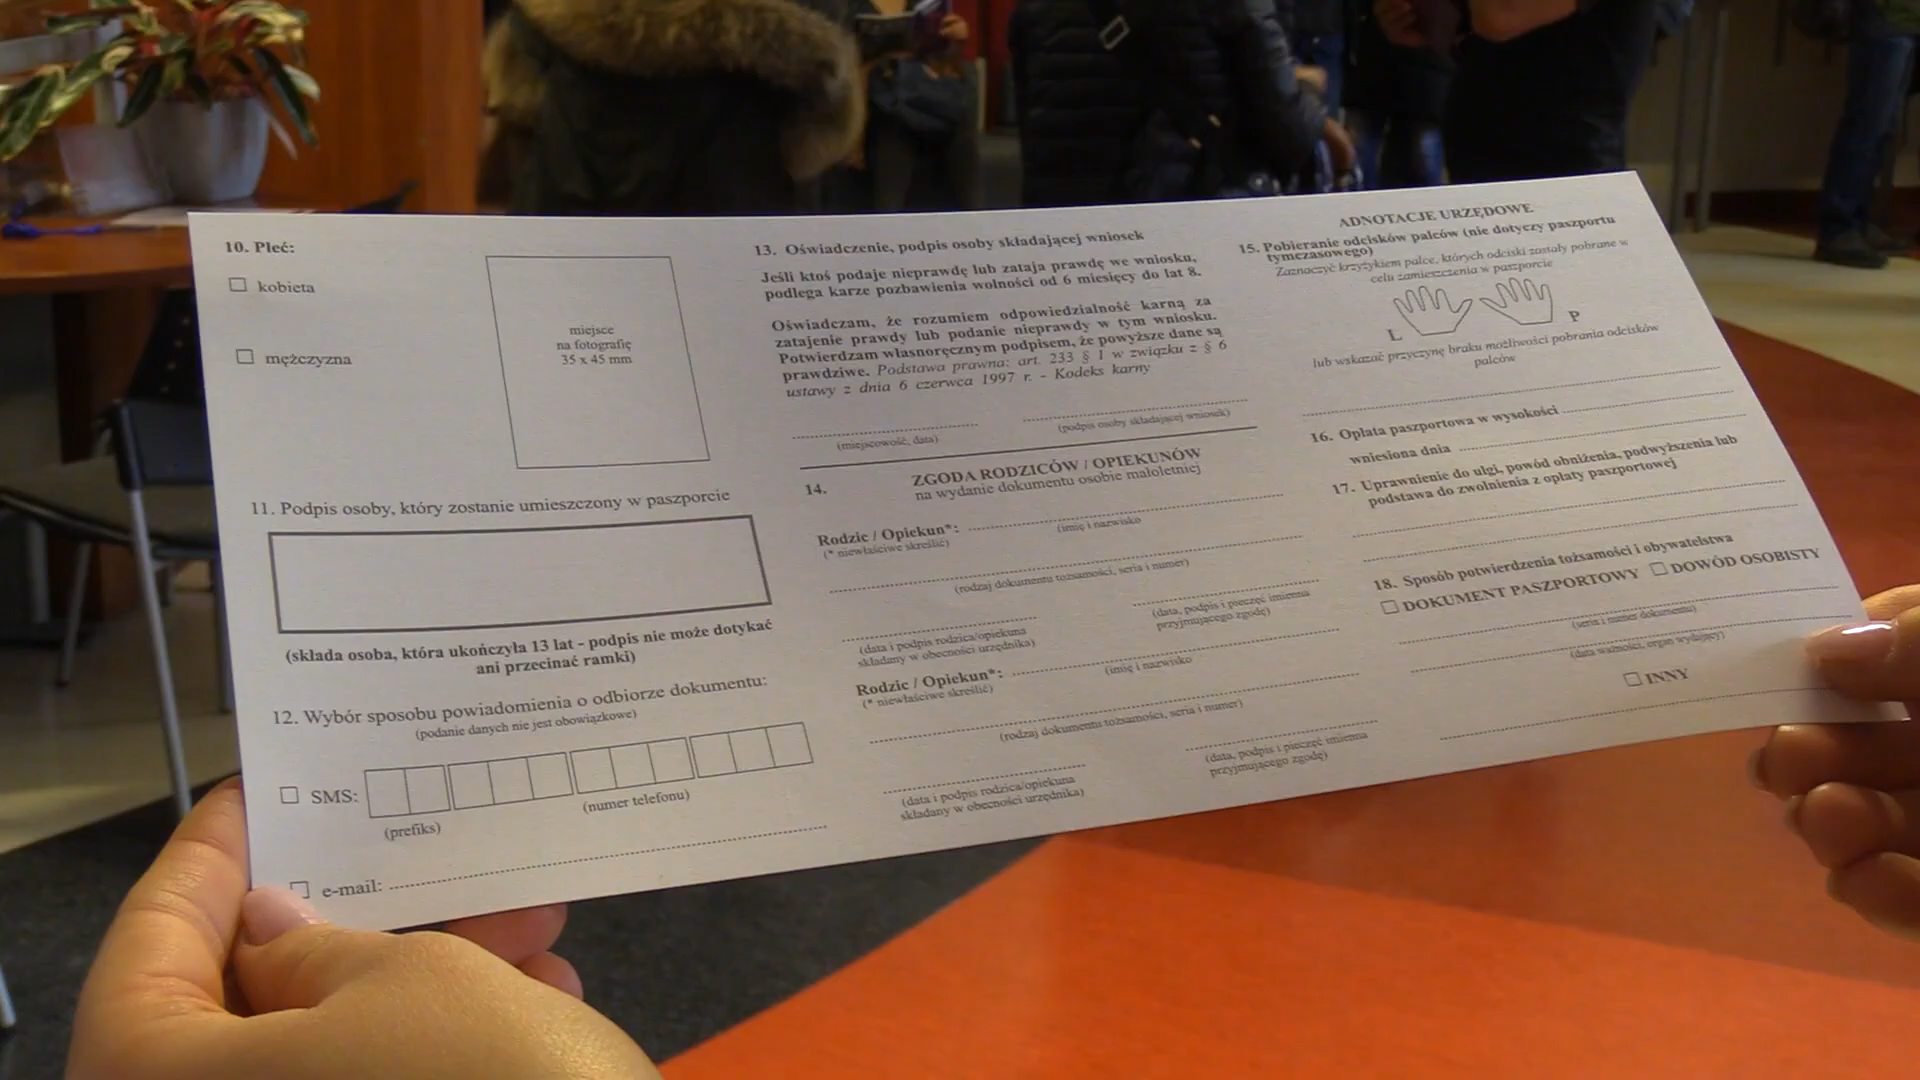 10. Płeć:
kobieta
mężczyzna
miejsce
na fotografię
35 x 45 mm
11. Podpis osoby, który zostanie umieszczony w paszporcie
(składa osoba, która ukończyła 13 lat - podpis nie może dotykać
ani przecinać ramki)
12. Wybór sposobu powiadomienia o odbiorze dokumentu:
(podanie danych nie jest obowiązkowe)
SMS:
(prefiks)
(numer telefonu)
e-mail:
13. Oświadczenie, podpis osoby składającej wniosek
Jeśli ktoś podaje nieprawdę lub zataja prawdę we wniosku,
podlega karze pozbawienia wolności od 6 miesięcy do lat 8.
Oświadczam, że rozumiem odpowiedzialność karną za
zatajenie prawdy lub podanie nieprawdy w tym wniosku.
Potwierdzam własnoręcznym podpisem, że powyższe dane są
prawdziwe. Podstawa prawna: art. 233 § 1 w związku z § 6
ustawy z dnia 6 czerwca 1997 r. - Kodeks karny
(miejscowość, data)
(podpis osoby składającej wniosek)
14. ZGODA RODZICÓW / OPIEKUNÓW
na wydanie dokumentu osobie małoletniej
Rodzic / Opiekun*:
(* niewłaściwe skreślić)
(imię i nazwisko
(rodzaj dokumentu tożsamości, seria i numer)
(data i podpis rodzica/opiekuna
składany w obecności urzędnika)
(data, podpis i pieczęć imienna
przyjmującego zgodę)
Rodzic / Opiekun*:
(* niewłaściwe skreślić)
(imię i nazwisko
(rodzaj dokumentu tożsamości, seria i numer)
(data i podpis rodzica/opiekuna
składany w obecności urzędnika)
(data, podpis i pieczęć imienna
przyjmującego zgodę)
ADNOTACJE URZĘDOWE
15. Pobieranie odcisków palców (nie dotyczy paszportu
tymczasowego)
Zaznaczyć krzyżykiem palce, których odciski zostały pobrane w
celu zamieszczenia w paszporcie
L
P
lub wskazać przyczynę braku możliwości pobrania odcisków
palców
16. Opłata paszportowa w wysokości
wniesiona dnia
17. Uprawnienie do ulgi, powód obniżenia, podwyższenia lub
podstawa do zwolnienia z opłaty paszportowej
18. Sposób potwierdzenia tożsamości i obywatelstwa
DOKUMENT PASZPORTOWY DOWÓD OSOBISTY
(seria i numer dokumentu)
(data ważności, organ wydający)
INNY